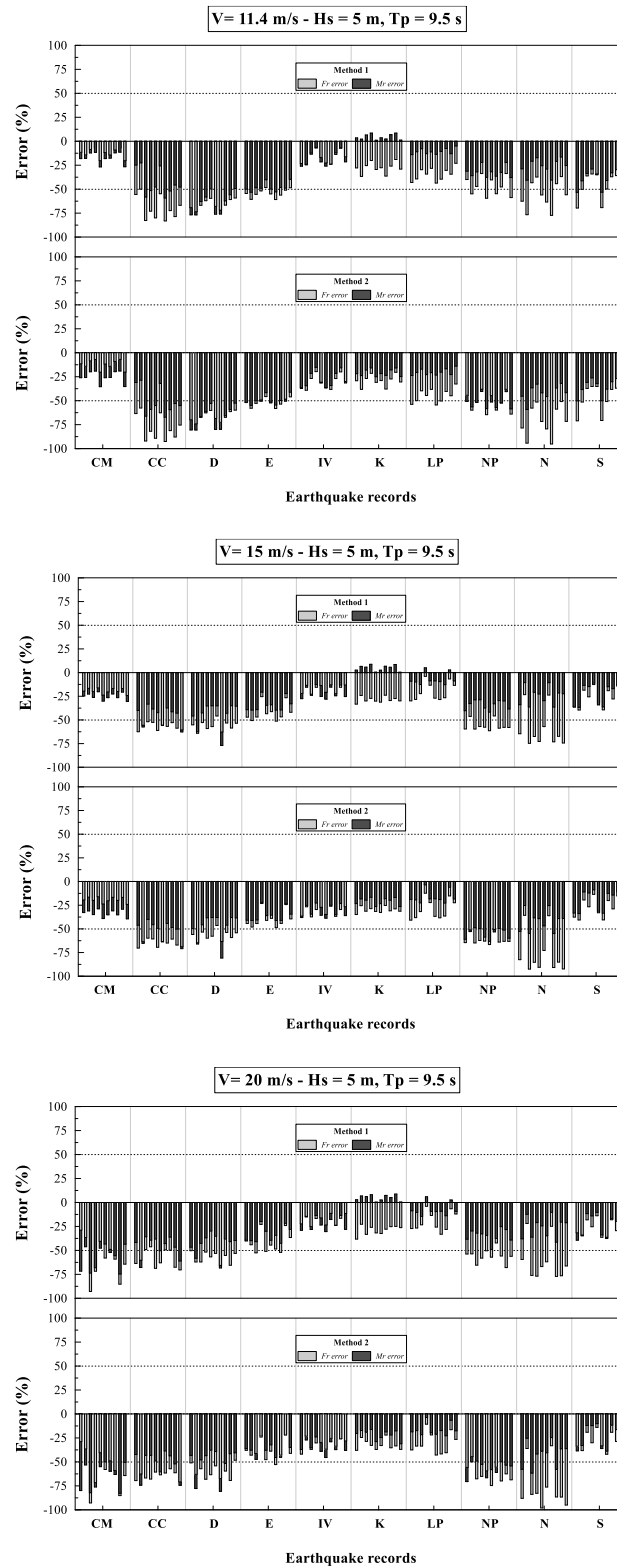 V= 11.4 m/s - Hs = 5 m, Tp = 9.5 s
Error (%)
100
75
50
25
0
-25
-50
-75
-100
Method 1
Fr error Mr error
Error (%)
100
75
50
25
0
-25
-50
-75
-100
Method 2
Fr error Mr error
CM CC D E IV K LP NP N S
Earthquake records
V= 15 m/s - Hs = 5 m, Tp = 9.5 s
Error (%)
100
75
50
25
0
-25
-50
-75
-100
Method 1
Fr error Mr error
Error (%)
100
75
50
25
0
-25
-50
-75
-100
Method 2
Fr error Mr error
CM CC D E IV K LP NP N S
Earthquake records
V= 20 m/s - Hs = 5 m, Tp = 9.5 s
Error (%)
100
75
50
25
0
-25
-50
-75
-100
Method 1
Fr error Mr error
Error (%)
100
75
50
25
0
-25
-50
-75
-100
Method 2
Fr error Mr error
CM CC D E IV K LP NP N S
Earthquake records